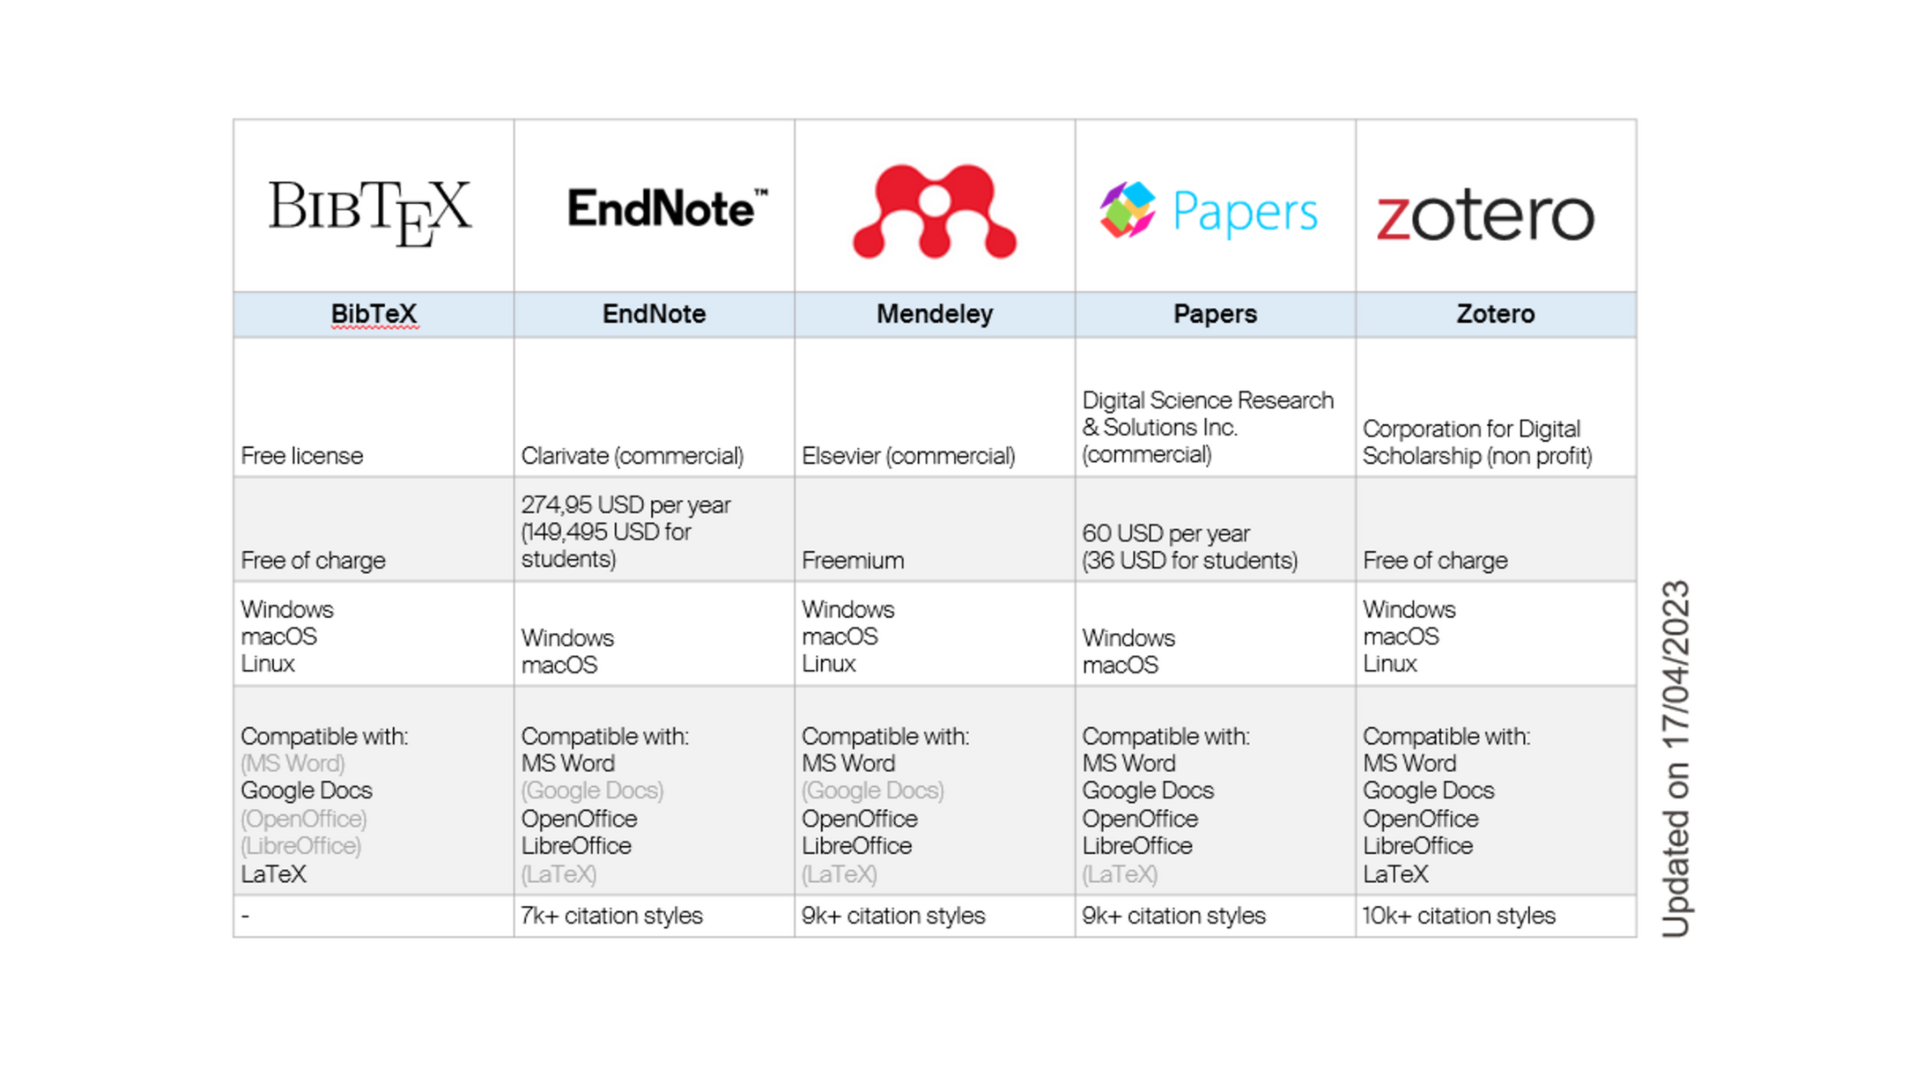 BIBTEX
EndNote™
Papers
zotero
BibTeX
EndNote
Mendeley
Papers
Zotero
Free license
Clarivate (commercial)
Elsevier (commercial)
Digital Science Research
& Solutions Inc.
(commercial)
Corporation for Digital
Scholarship (non profit)
Free of charge
274,95 USD per year
(149,495 USD for
students)
Freemium
60 USD per year
(36 USD for students)
Free of charge
Windows
macOS
Linux
Windows
macOS
Windows
macOS
Linux
Windows
macOS
Windows
macOS
Linux
Compatible with:
(MS Word)
Google Docs
(OpenOffice)
(LibreOffice)
LaTeX
Compatible with:
MS Word
(Google Docs)
OpenOffice
LibreOffice
(LaTeX)
Compatible with:
MS Word
(Google Docs)
OpenOffice
LibreOffice
(LaTeX)
Compatible with:
MS Word
Google Docs
OpenOffice
LibreOffice
(LaTeX)
Compatible with:
MS Word
Google Docs
OpenOffice
LibreOffice
LaTeX
-
7k+ citation styles
9k+ citation styles
9k+ citation styles
10k+ citation styles
Updated on 17/04/2023